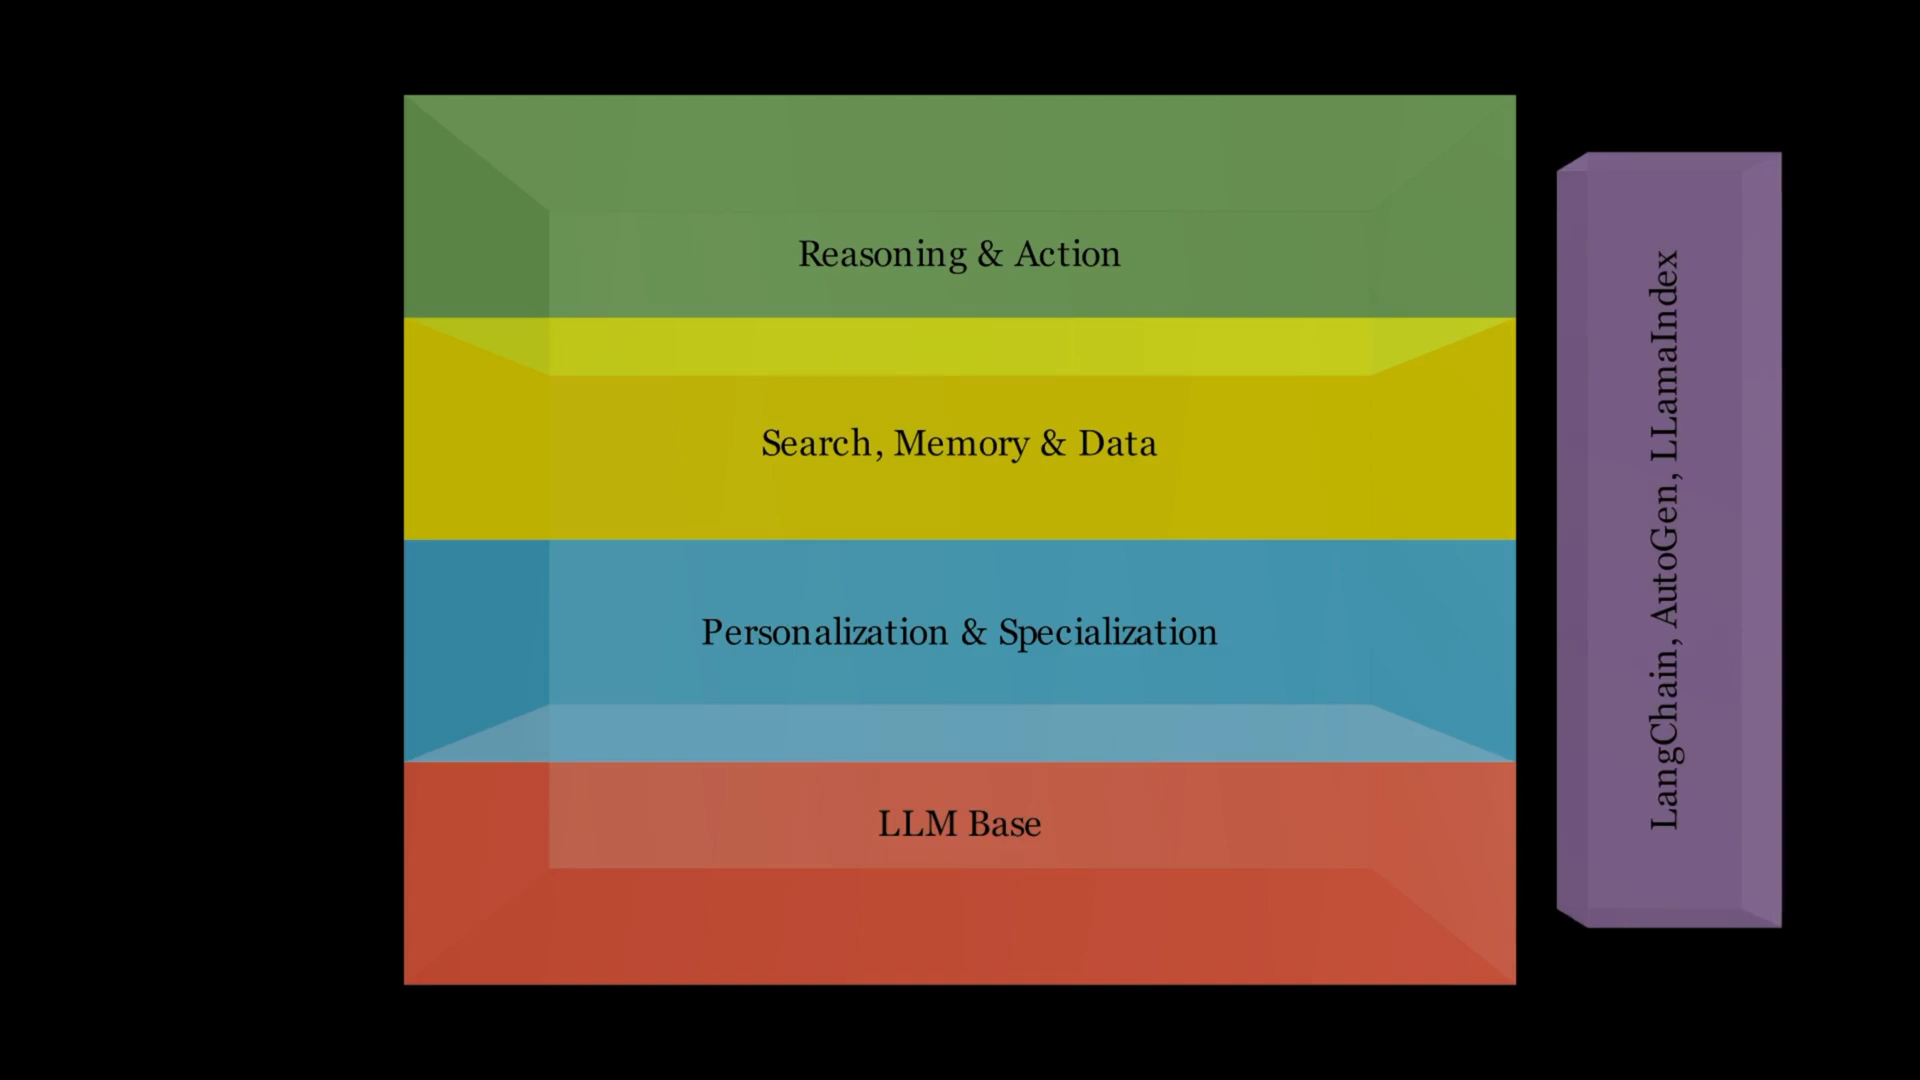 Reasoning & Action
Search, Memory & Data
Personalization & Specialization
LLM Base
LangChain, AutoGen, LLamaIndex